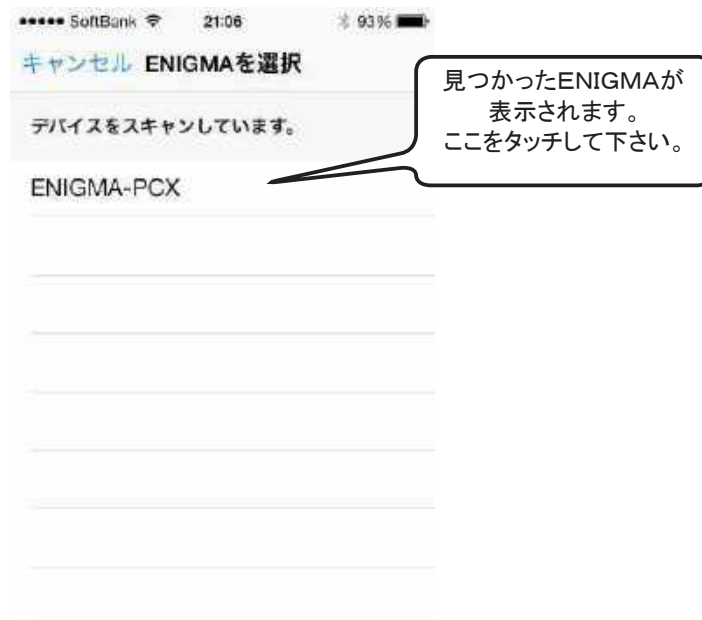 ●●●●● SoftBank 21:06 93%
キャンセル ENIGMAを選択
デバイスをスキャンしています。
ENIGMA-PCX
見つかったENIGMAが
表示されます。
ここをタッチして下さい。